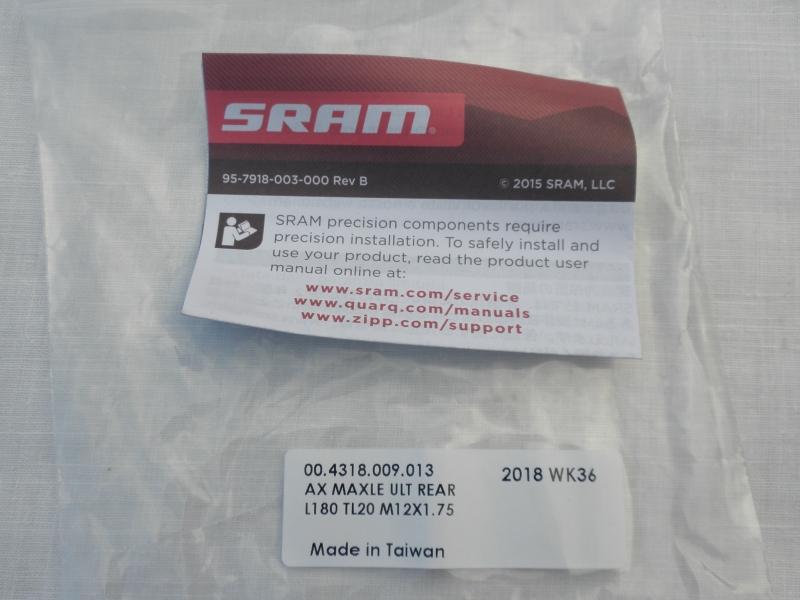 SRAM®
95-7918-003-000 Rev B
© 2015 SRAM, LLC
SRAM precision components require
precision installation. To safely install and
use your product, read the product user
manual online at:
www.sram.com/service
www.quarq.com/manuals
www.zipp.com/support
00.4318.009.013
2018 WK36
AX MAXLE ULT REAR
L180 TL20 M12X1.75
Made in Taiwan